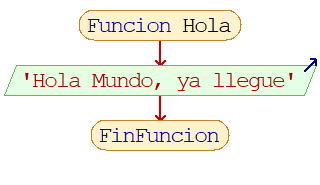 Funcion Hola
'Hola Mundo, ya llegue'
FinFuncion